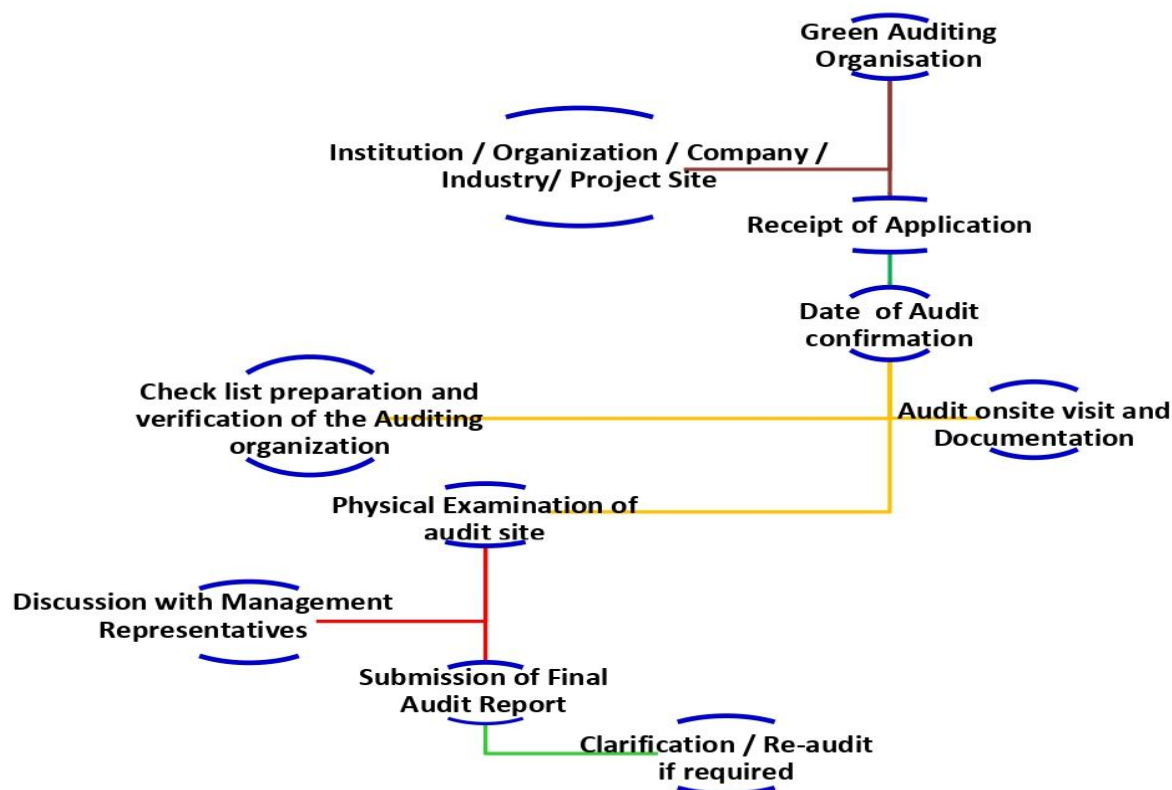 Green Auditing
Organisation
Institution / Organization / Company /
Industry/ Project Site
Receipt of Application
Date of Audit
confirmation
Check list preparation and
verification of the Auditing
organization
Audit onsite visit and
Documentation
Physical Examination of
audit site
Discussion with Management
Representatives
Submission of Final
Audit Report
Clarification / Re-audit
if required